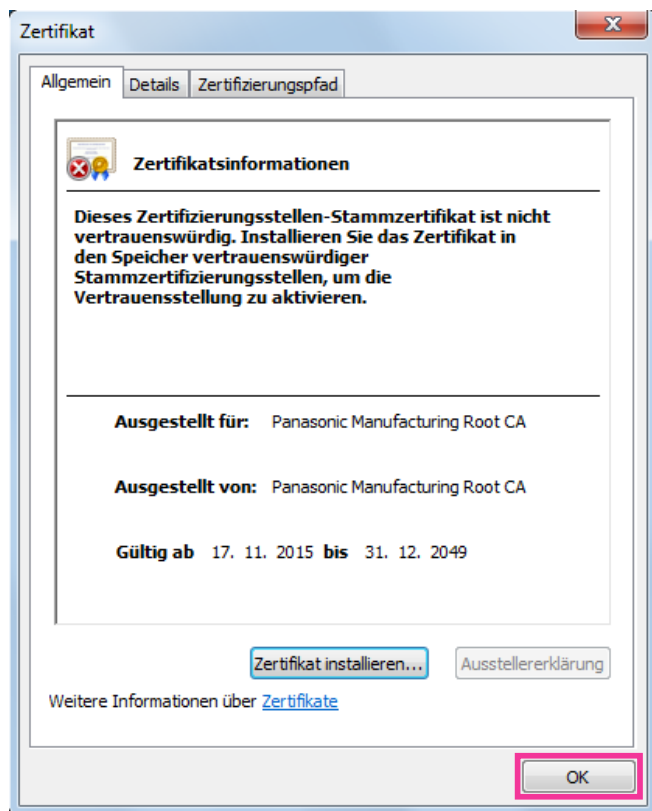 Zertifikat
Allgemein Details Zertifizierungspfad
Zertifikatsinformationen
Dieses Zertifizierungsstellen-Stammzertifikat ist nicht
vertrauenswürdig. Installieren Sie das Zertifikat in
den Speicher vertrauenswürdiger
Stammzertifizierungsstellen, um die
Vertrauensstellung zu aktivieren.
Ausgestellt für: Panasonic Manufacturing Root CA
Ausgestellt von: Panasonic Manufacturing Root CA
Gültig ab 17. 11. 2015 bis 31. 12. 2049
Zertifikat installieren... Ausstellererklärung
Weitere Informationen über Zertifikate
OK